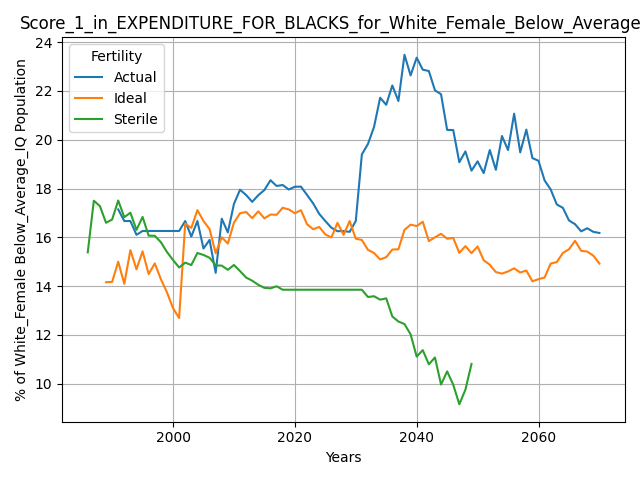 Score_1_in_EXPENDITURE_FOR_BLACKS_for_White_Female_Below_Average
24
22
20
18
16
14
12
10
% of White_Female Below_Average_IQ Population
Fertility
Actual
Ideal
Sterile
2000
2020
2040
2060
Years